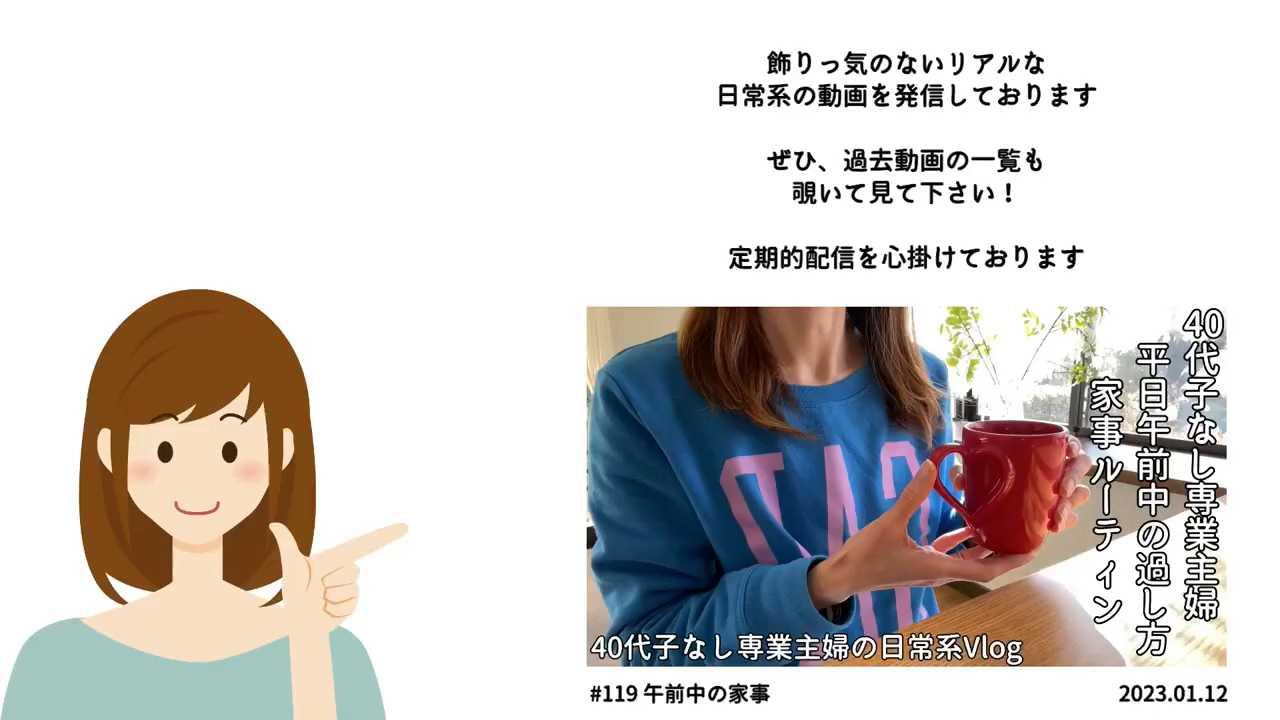 飾りっ気のないリアルな
日常系の動画を発信しております
ぜひ、過去動画の一覧も
覗いて見て下さい！
定期的配信を心掛けております
40代子なし専業主婦
平日午前中の過し方
家事ルーティン
40代子なし専業主婦の日常系Vlog
#119 午前中の家事
2023.01.12